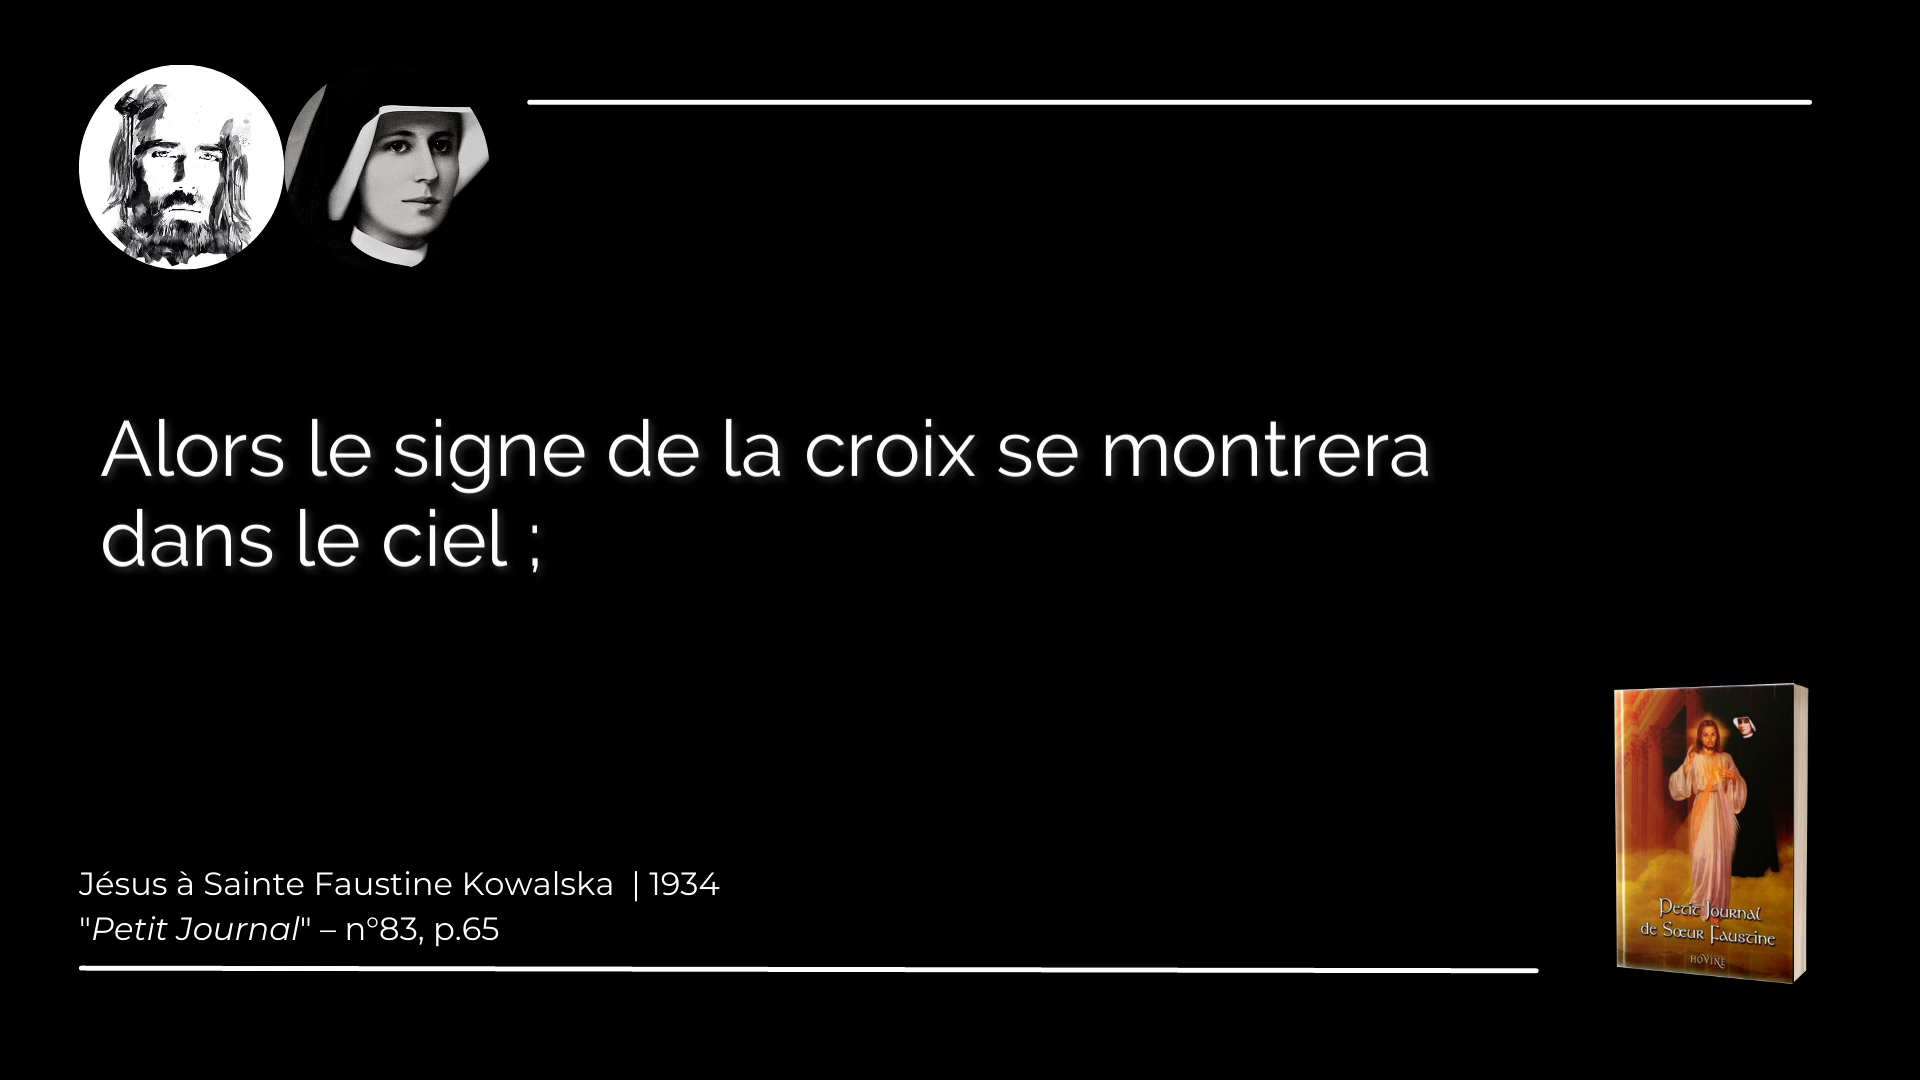 Alors le signe de la croix se montrera
dans le ciel ;
Jésus à Sainte Faustine Kowalska | 1934
"Petit Journal" – n°83, p.65
Petit Journal
de Sœur Faustine
HOVINE